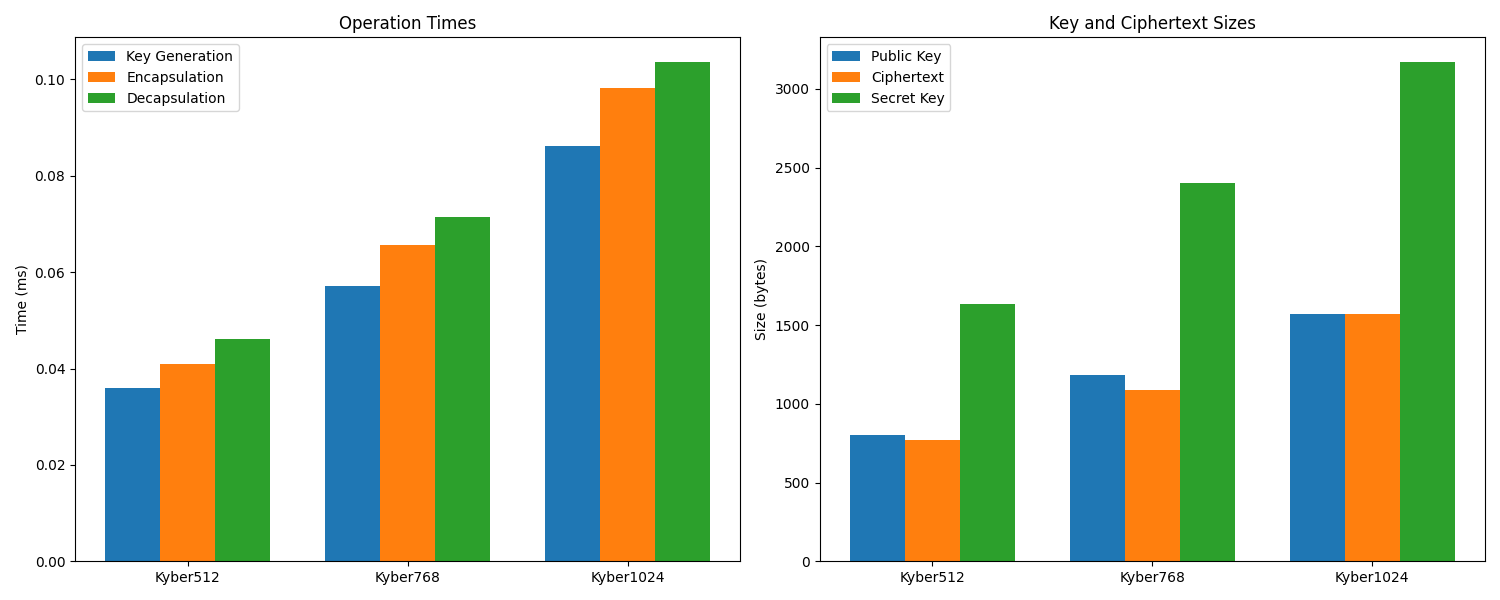 Operation Times
Key Generation
Encapsulation
Decapsulation
Time (ms)
0.10
0.08
0.06
0.04
0.02
0.00
Kyber512
Kyber768
Kyber1024
Key and Ciphertext Sizes
Public Key
Ciphertext
Secret Key
Size (bytes)
3000
2500
2000
1500
1000
500
0
Kyber512
Kyber768
Kyber1024